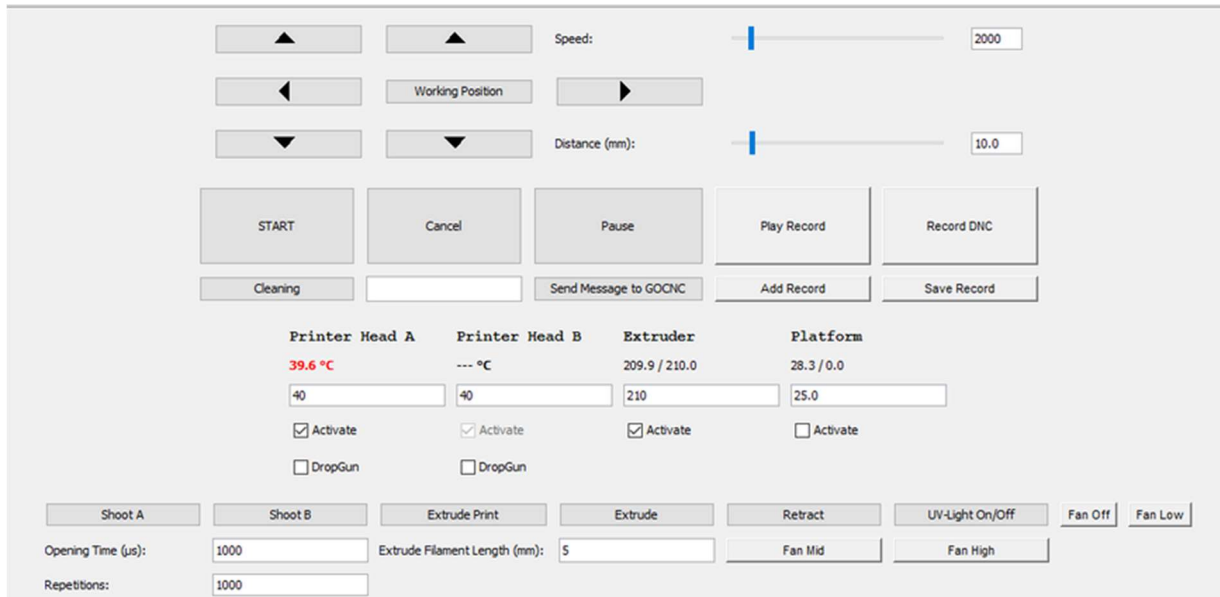 Speed: 2000
Working Position
Distance (mm): 10.0
START Cancel Pause Play Record Record DNC
Cleaning Send Message to GOCNC Add Record Save Record
Printer Head A Printer Head B Extruder Platform
39.6 °C --- °C 209.9 / 210.0 28.3 / 0.0
40 40 210 25.0
Activate Activate Activate Activate
DropGun DropGun
Shoot A Shoot B Extrude Print Extrude Retract UV-Light On/Off Fan Off Fan Low
Opening Time (µs): 1000 Extrude Filament Length (mm): 5 Fan Mid Fan High
Repetitions: 1000